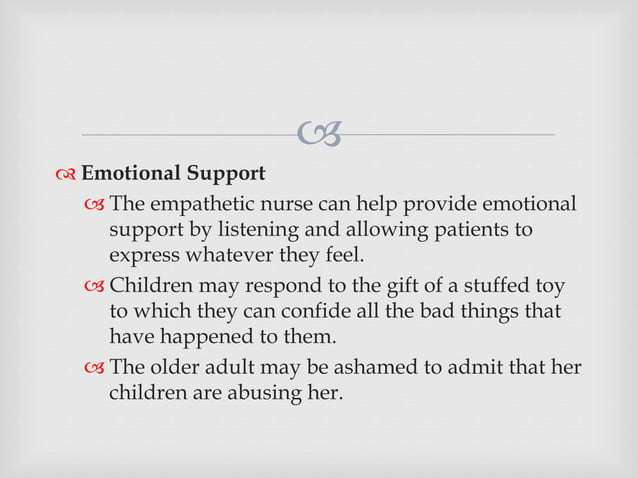 Emotional Support
The empathetic nurse can help provide emotional
support by listening and allowing patients to
express whatever they feel.
Children may respond to the gift of a stuffed toy
to which they can confide all the bad things that
have happened to them.
The older adult may be ashamed to admit that her
children are abusing her.